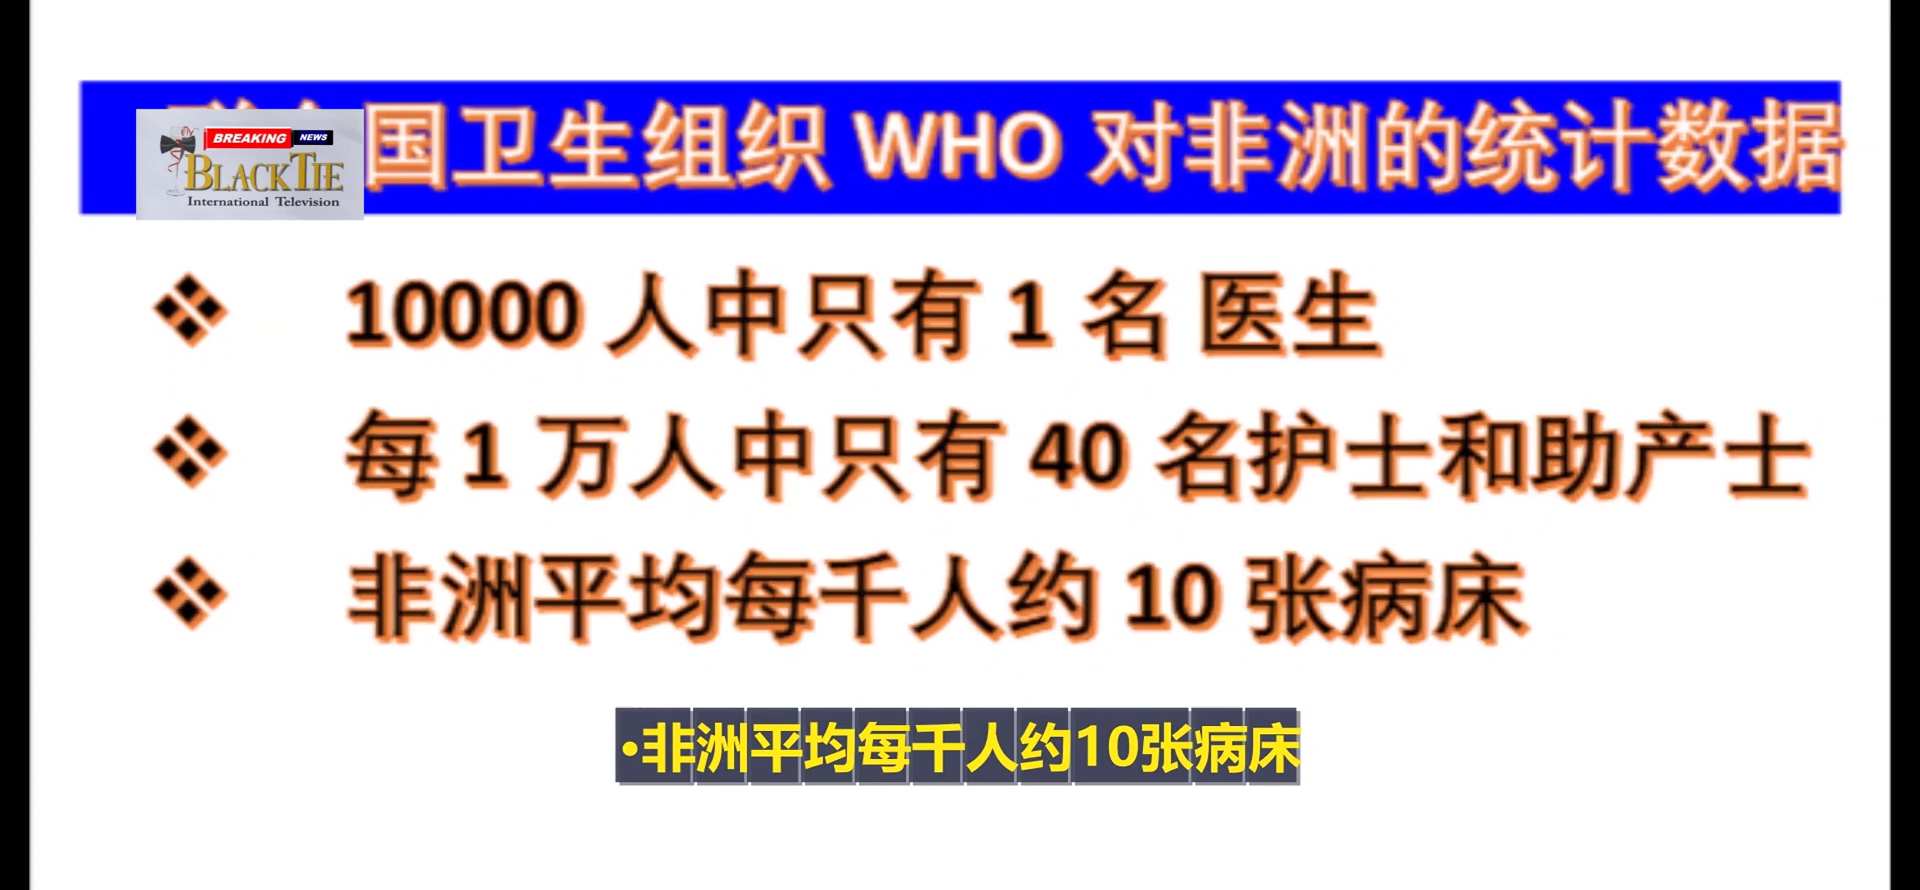 国卫生组织 WHO 对非洲的统计数据
BREAKING NEWS
BLACKTIE
International Television
❖ 10000 人中只有 1 名 医生
❖ 每 1 万人中只有 40 名护士和助产士
❖ 非洲平均每千人约 10 张病床
•非洲平均每千人约10张病床